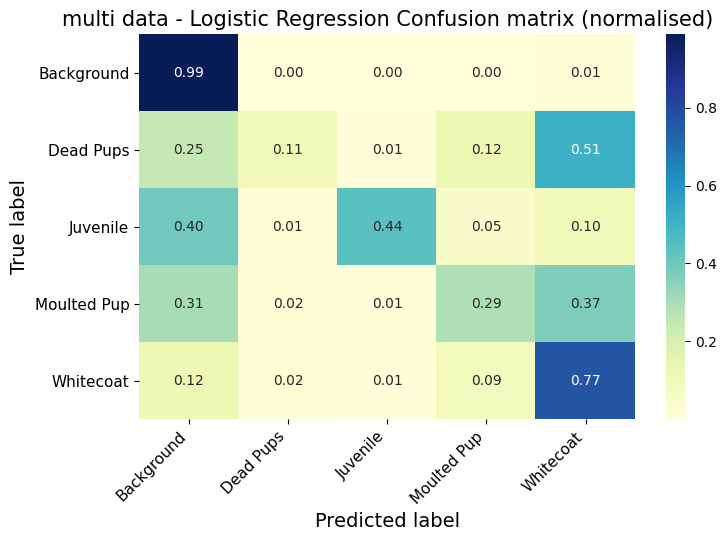 multi data - Logistic Regression Confusion matrix (normalised)
True label
Background 0.99 0.00 0.00 0.00 0.01
Dead Pups 0.25 0.11 0.01 0.12 0.51
Juvenile 0.40 0.01 0.44 0.05 0.10
Moulted Pup 0.31 0.02 0.01 0.29 0.37
Whitecoat 0.12 0.02 0.01 0.09 0.77
Background Dead Pups Juvenile Moulted Pup Whitecoat
Predicted label
0.8
0.6
0.4
0.2